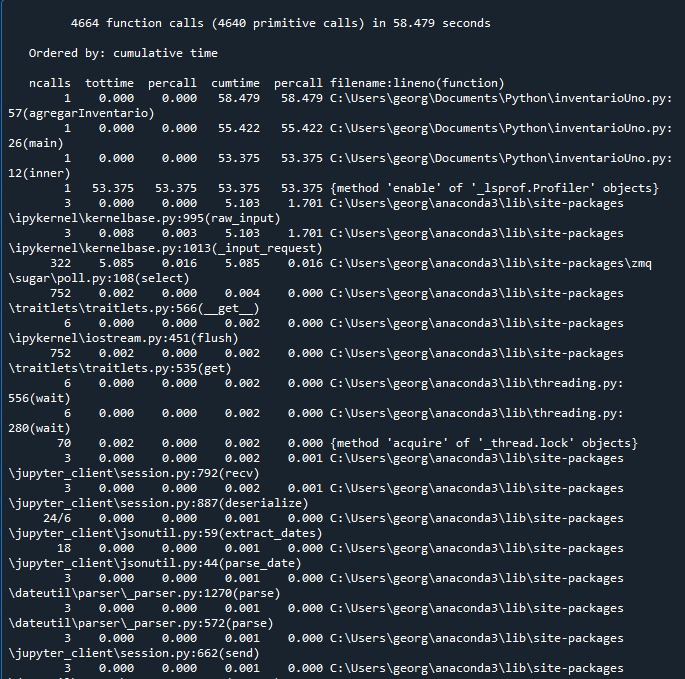 4664 function calls (4640 primitive calls) in 58.479 seconds
Ordered by: cumulative time
ncalls  tottime  percall  cumtime  percall filename:lineno(function)
1    0.000    0.000   58.479   58.479 C:\Users\georg\Documents\Python\inventarioUno.py:
57(agregarInventario)
1    0.000    0.000   55.422   55.422 C:\Users\georg\Documents\Python\inventarioUno.py:
26(main)
1    0.000    0.000   53.375   53.375 C:\Users\georg\Documents\Python\inventarioUno.py:
12(inner)
1   53.375   53.375   53.375   53.375 {method 'enable' of '_lsprof.Profiler' objects}
3    0.000    0.000    5.103    1.701 C:\Users\georg\anaconda3\lib\site-packages
\ipykernel\kernelbase.py:995(raw_input)
3    0.008    0.003    5.103    1.701 C:\Users\georg\anaconda3\lib\site-packages
\ipykernel\kernelbase.py:1013(_input_request)
322    5.085    0.016    5.085    0.016 C:\Users\georg\anaconda3\lib\site-packages\zmq
\sugar\poll.py:108(select)
752    0.002    0.000    0.004    0.000 C:\Users\georg\anaconda3\lib\site-packages
\traitlets\traitlets.py:566(__get__)
6    0.000    0.000    0.002    0.000 C:\Users\georg\anaconda3\lib\site-packages
\ipykernel\iostream.py:451(flush)
752    0.002    0.000    0.002    0.000 C:\Users\georg\anaconda3\lib\site-packages
\traitlets\traitlets.py:535(get)
6    0.000    0.000    0.002    0.000 C:\Users\georg\anaconda3\lib\threading.py:
556(wait)
6    0.000    0.000    0.002    0.000 C:\Users\georg\anaconda3\lib\threading.py:
280(wait)
70    0.002    0.000    0.002    0.000 {method 'acquire' of '_thread.lock' objects}
3    0.000    0.000    0.002    0.001 C:\Users\georg\anaconda3\lib\site-packages
\jupyter_client\session.py:792(recv)
3    0.000    0.000    0.002    0.001 C:\Users\georg\anaconda3\lib\site-packages
\jupyter_client\session.py:887(deserialize)
24/6    0.000    0.000    0.001    0.000 C:\Users\georg\anaconda3\lib\site-packages
\jupyter_client\jsonutil.py:59(extract_dates)
18    0.000    0.000    0.001    0.000 C:\Users\georg\anaconda3\lib\site-packages
\jupyter_client\jsonutil.py:44(parse_date)
3    0.000    0.000    0.001    0.000 C:\Users\georg\anaconda3\lib\site-packages
\dateutil\parser\_parser.py:1270(parse)
3    0.000    0.000    0.001    0.000 C:\Users\georg\anaconda3\lib\site-packages
\dateutil\parser\_parser.py:572(parse)
3    0.000    0.000    0.001    0.000 C:\Users\georg\anaconda3\lib\site-packages
\jupyter_client\session.py:662(send)
3    0.000    0.000    0.001    0.000 C:\Users\georg\anaconda3\lib\site-packages